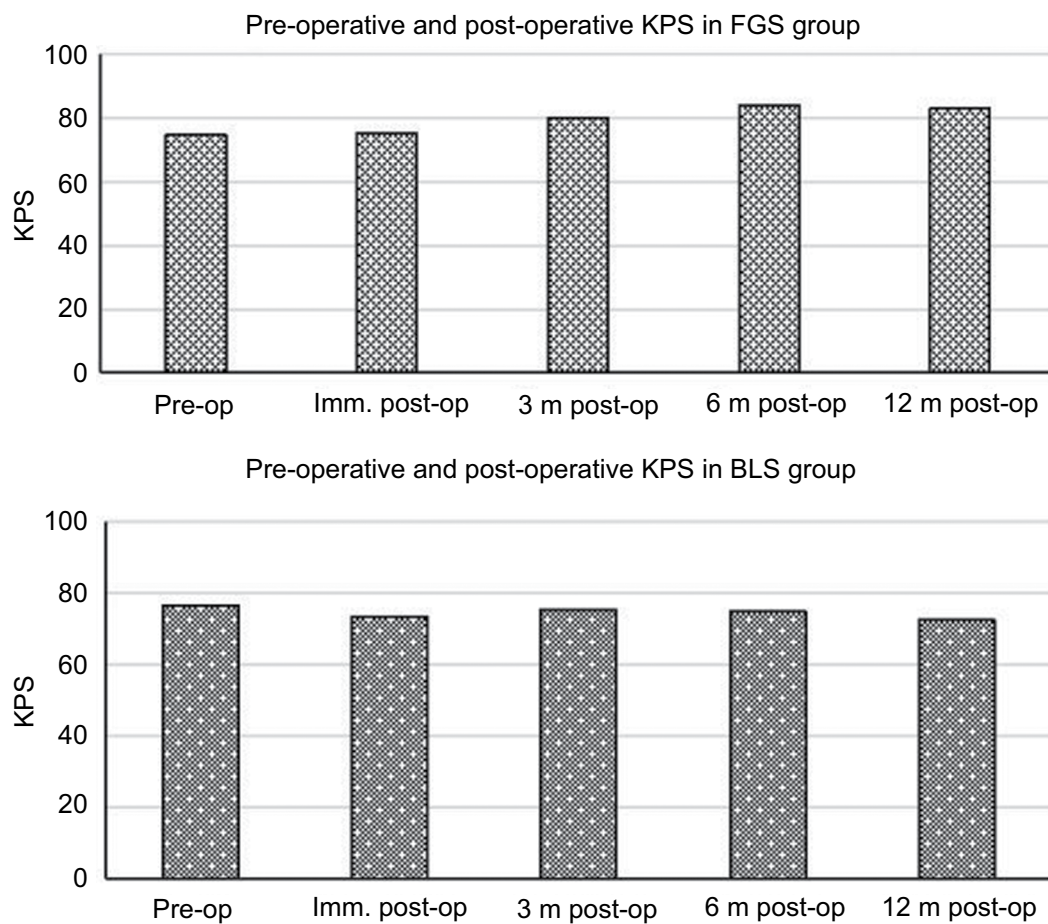 Pre-operative and post-operative KPS in FGS group
100
80
60
40
20
0
KPS
Pre-op Imm. post-op 3 m post-op 6 m post-op 12 m post-op
Pre-operative and post-operative KPS in BLS group
100
80
60
40
20
0
KPS
Pre-op Imm. post-op 3 m post-op 6 m post-op 12 m post-op